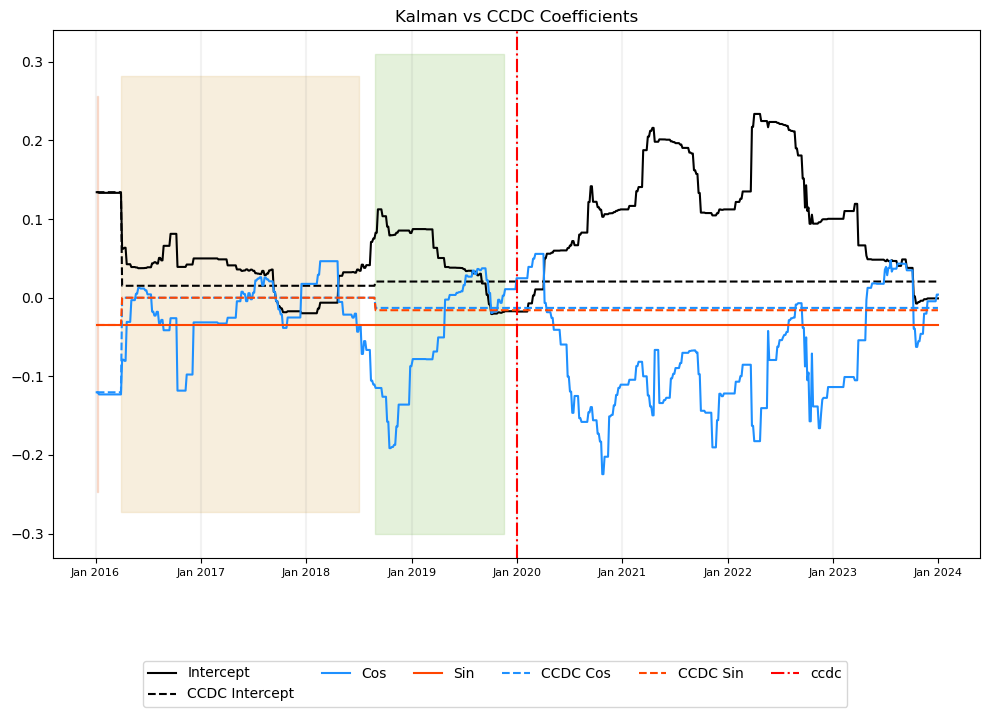 Kalman vs CCDC Coefficients
0.3
0.2
0.1
0.0
−0.1
−0.2
−0.3
Jan 2016 Jan 2017 Jan 2018 Jan 2019 Jan 2020 Jan 2021 Jan 2022 Jan 2023 Jan 2024
Intercept Cos Sin CCDC Cos CCDC Sin ccdc
CCDC Intercept